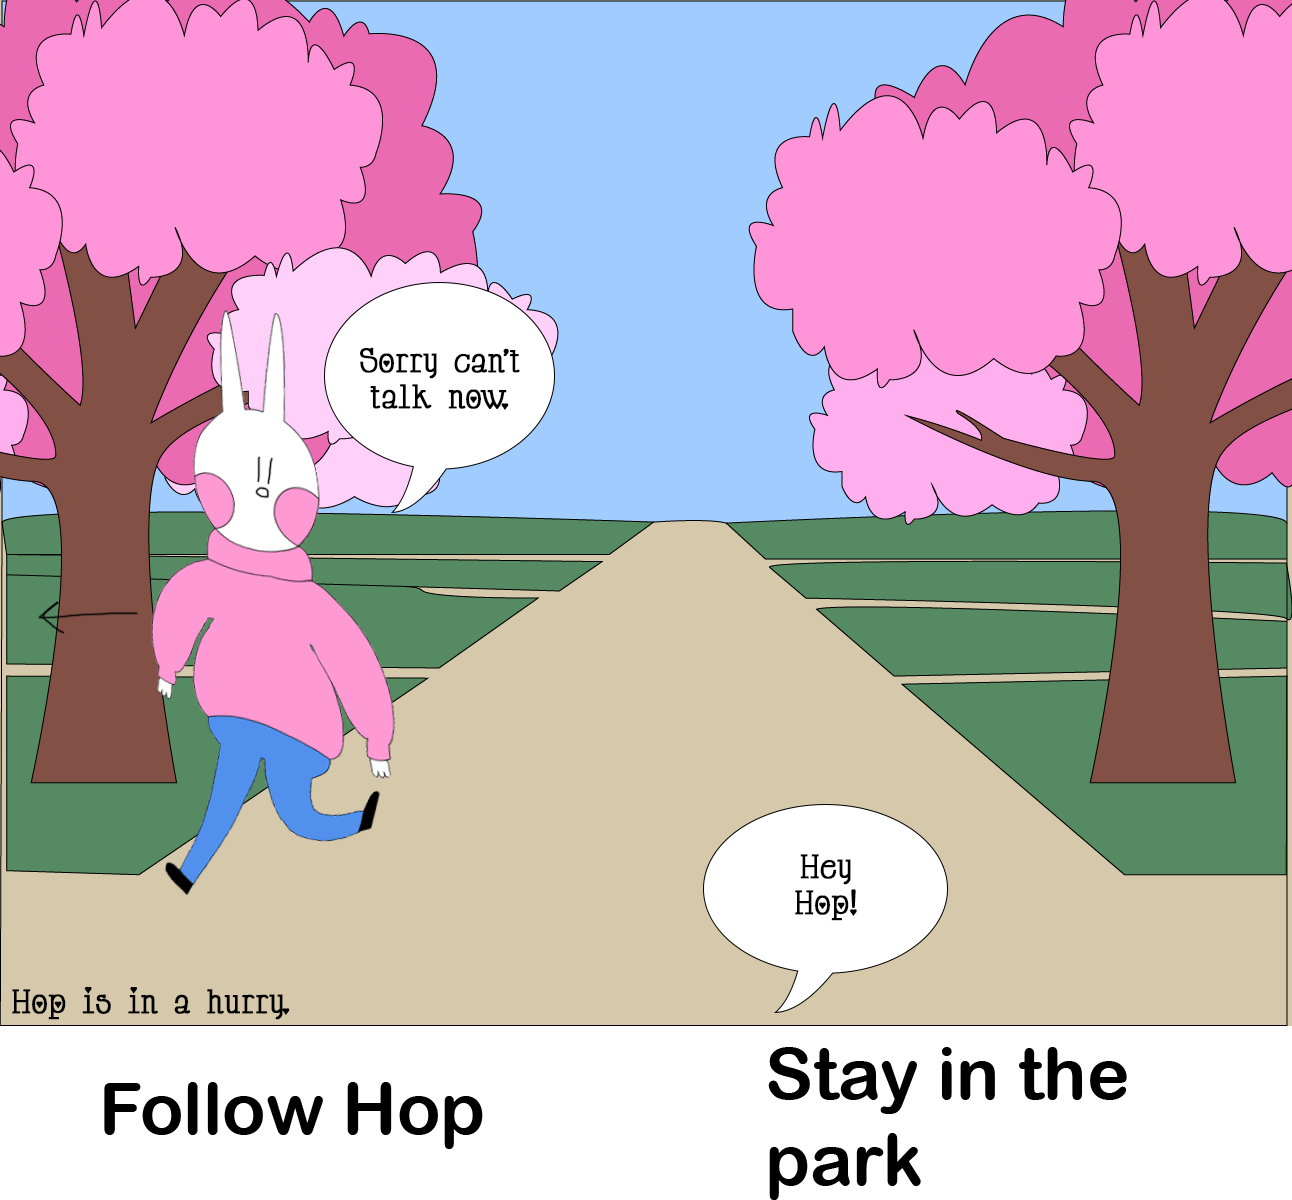 Sorry can't
talk now.
Hey
Hop!
Hop is in a hurry.
Follow Hop
Stay in the
park